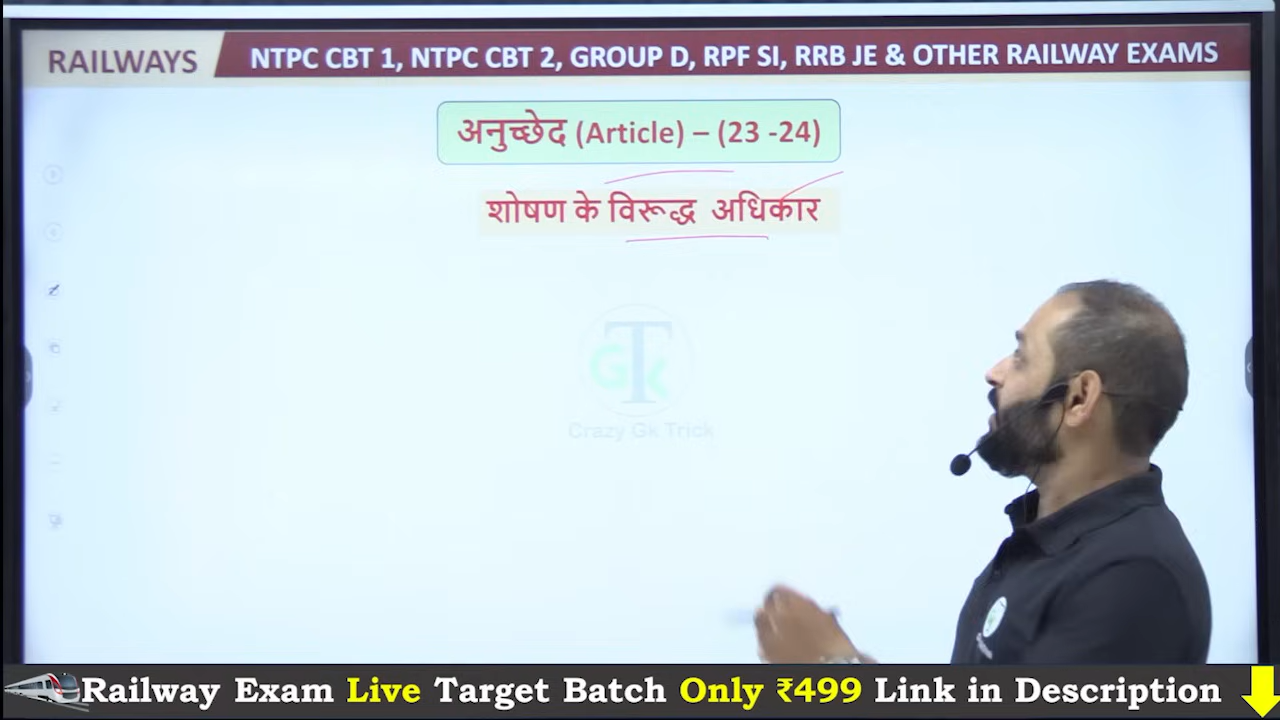 RAILWAYS
NTPC CBT 1, NTPC CBT 2, GROUP D, RPF SI, RRB JE & OTHER RAILWAY EXAMS
अनुच्छेद (Article) – (23 -24)
शोषण के विरूद्ध अधिकार
GTK
Crazy Gk Trick
Railway Exam Live Target Batch Only ₹499 Link in Description